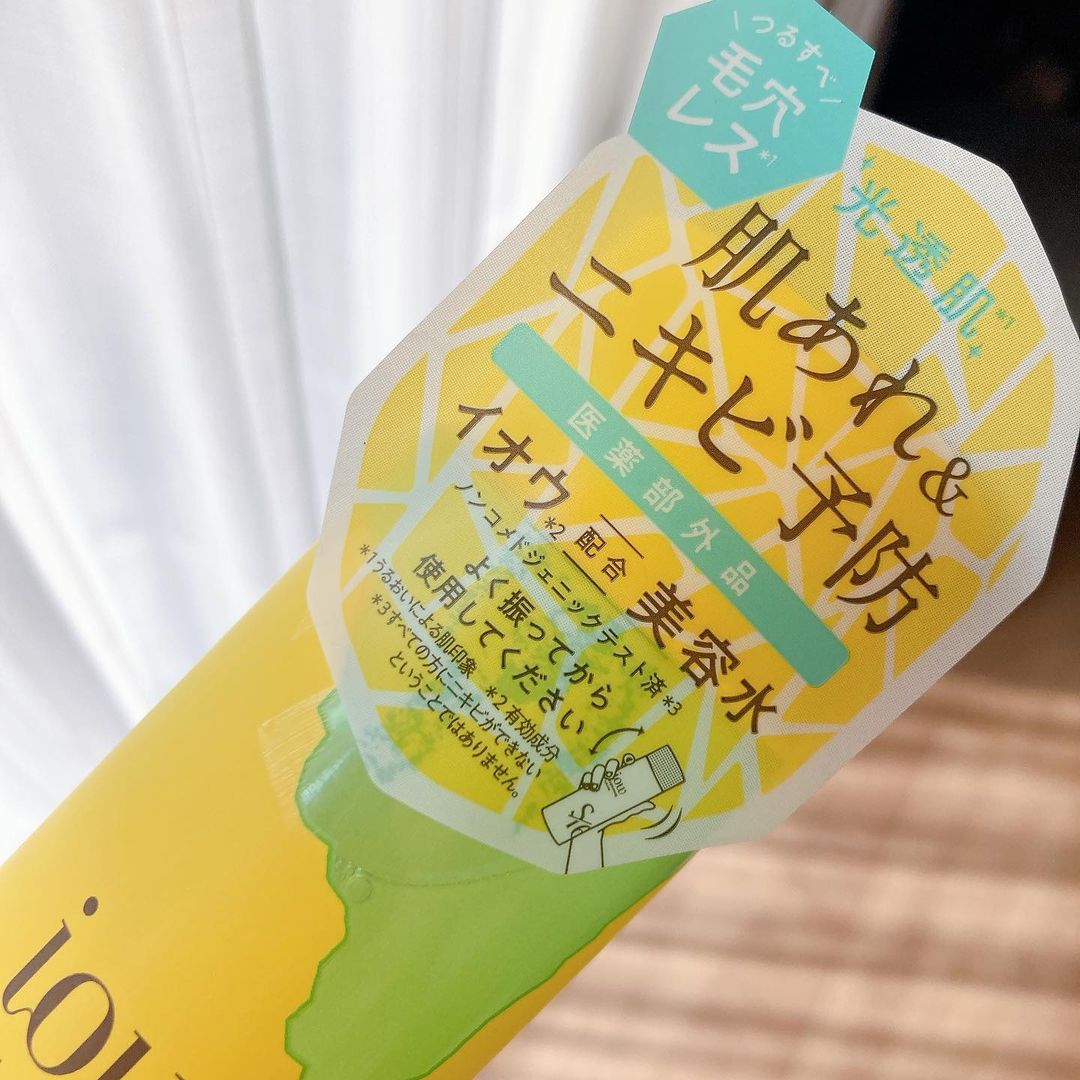 \つるすべ/
毛穴
レス*1
光透肌*1
肌あれ&
ニキビ予防
医薬部外品
イオウ*2配合 美容水
ノンコメドジェニックテスト済*3
よく振ってから
使用してください
*1うるおいによる肌印象 *2 有効成分
*3すべての方にニキビができない
ということではありません。